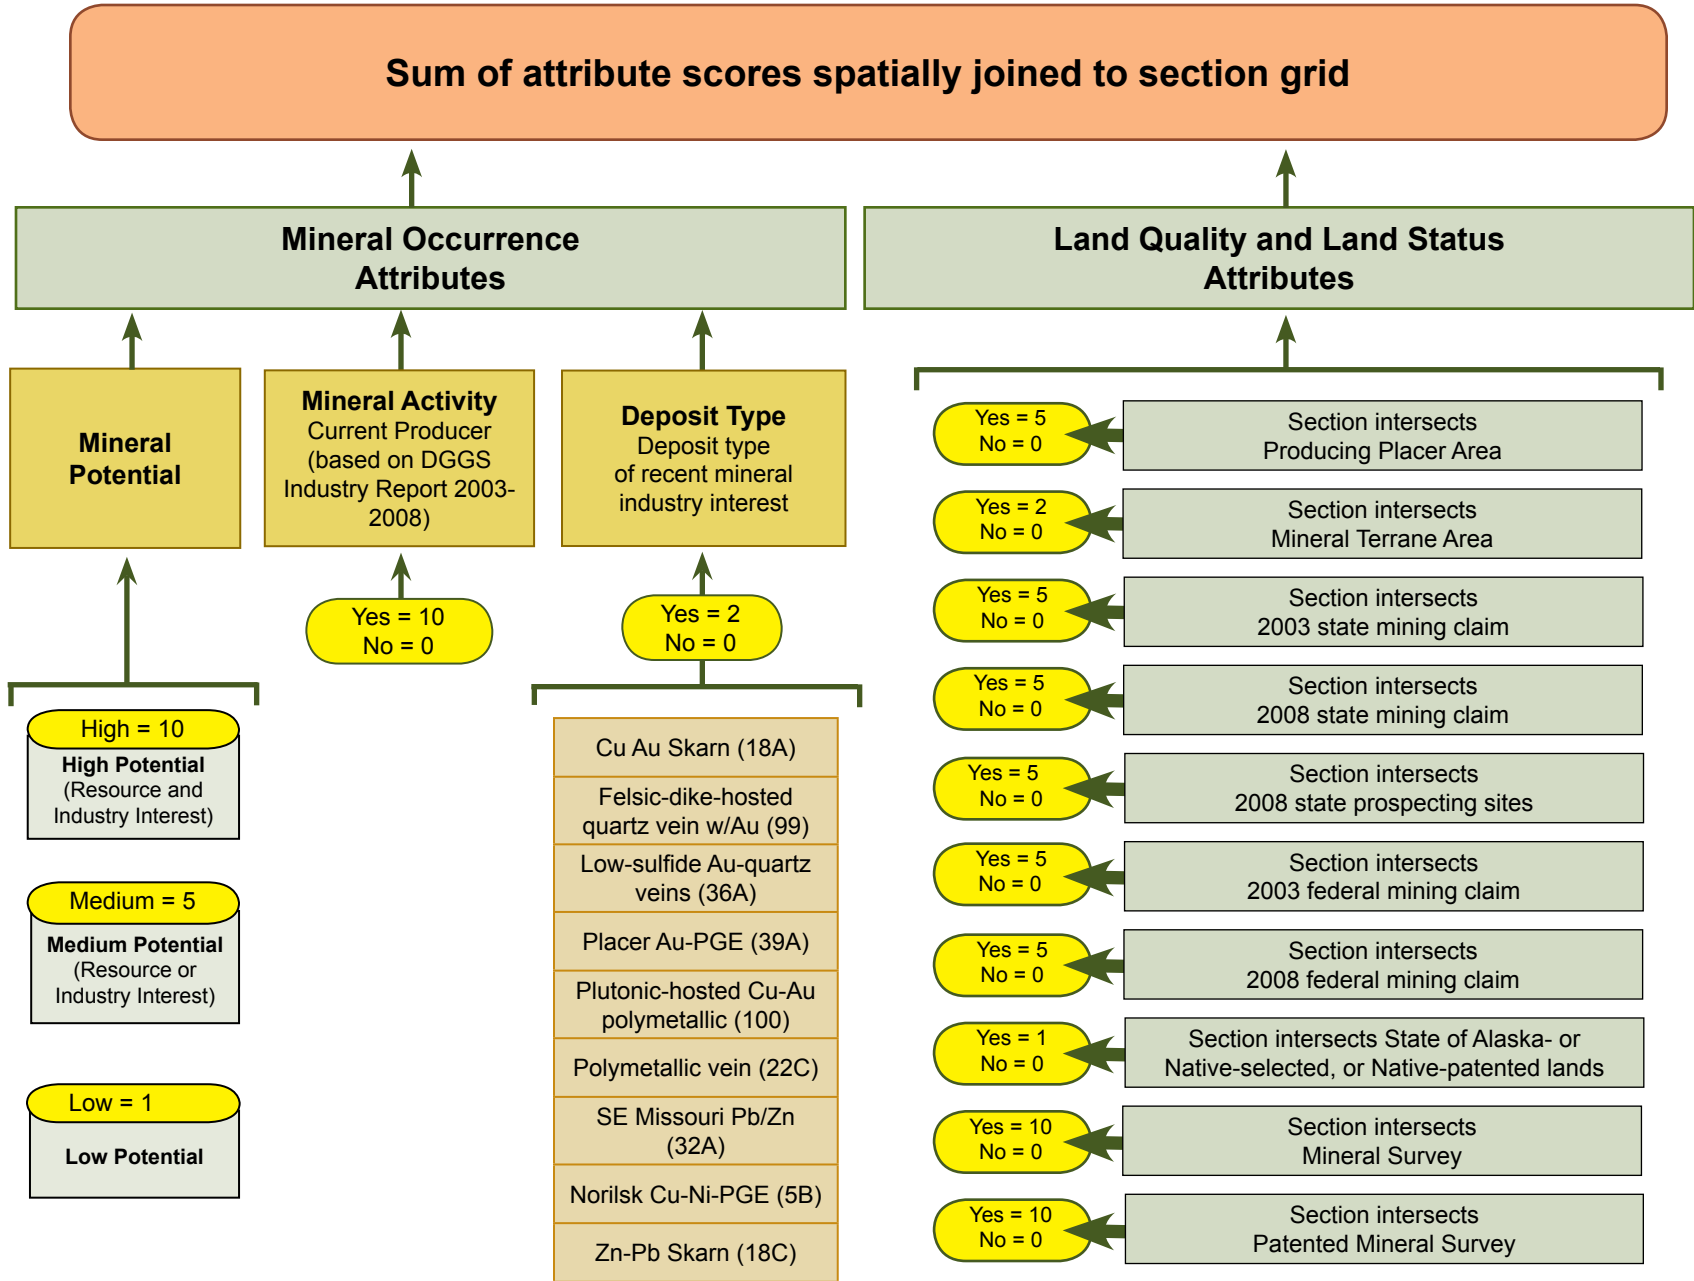 Sum of attribute scores spatially joined to section grid
Mineral Occurrence
Attributes
Land Quality and Land Status
Attributes
Mineral
Potential
Mineral Activity
Current Producer
(based on DGGS
Industry Report 2003-
2008)
Deposit Type
Deposit type
of recent mineral
industry interest
Yes = 10
No = 0
Yes = 2
No = 0
High = 10
High Potential
(Resource and
Industry Interest)
Medium = 5
Medium Potential
(Resource or
Industry Interest)
Low = 1
Low Potential
Cu Au Skarn (18A)
Felsic-dike-hosted
quartz vein w/Au (99)
Low-sulfide Au-quartz
veins (36A)
Placer Au-PGE (39A)
Plutonic-hosted Cu-Au
polymetallic (100)
Polymetallic vein (22C)
SE Missouri Pb/Zn
(32A)
Norilsk Cu-Ni-PGE (5B)
Zn-Pb Skarn (18C)
Yes = 5
No = 0
Section intersects
Producing Placer Area
Yes = 2
No = 0
Section intersects
Mineral Terrane Area
Yes = 5
No = 0
Section intersects
2003 state mining claim
Yes = 5
No = 0
Section intersects
2008 state mining claim
Yes = 5
No = 0
Section intersects
2008 state prospecting sites
Yes = 5
No = 0
Section intersects
2003 federal mining claim
Yes = 5
No = 0
Section intersects
2008 federal mining claim
Yes = 1
No = 0
Section intersects State of Alaska- or
Native-selected, or Native-patented lands
Yes = 10
No = 0
Section intersects
Mineral Survey
Yes = 10
No = 0
Section intersects
Patented Mineral Survey